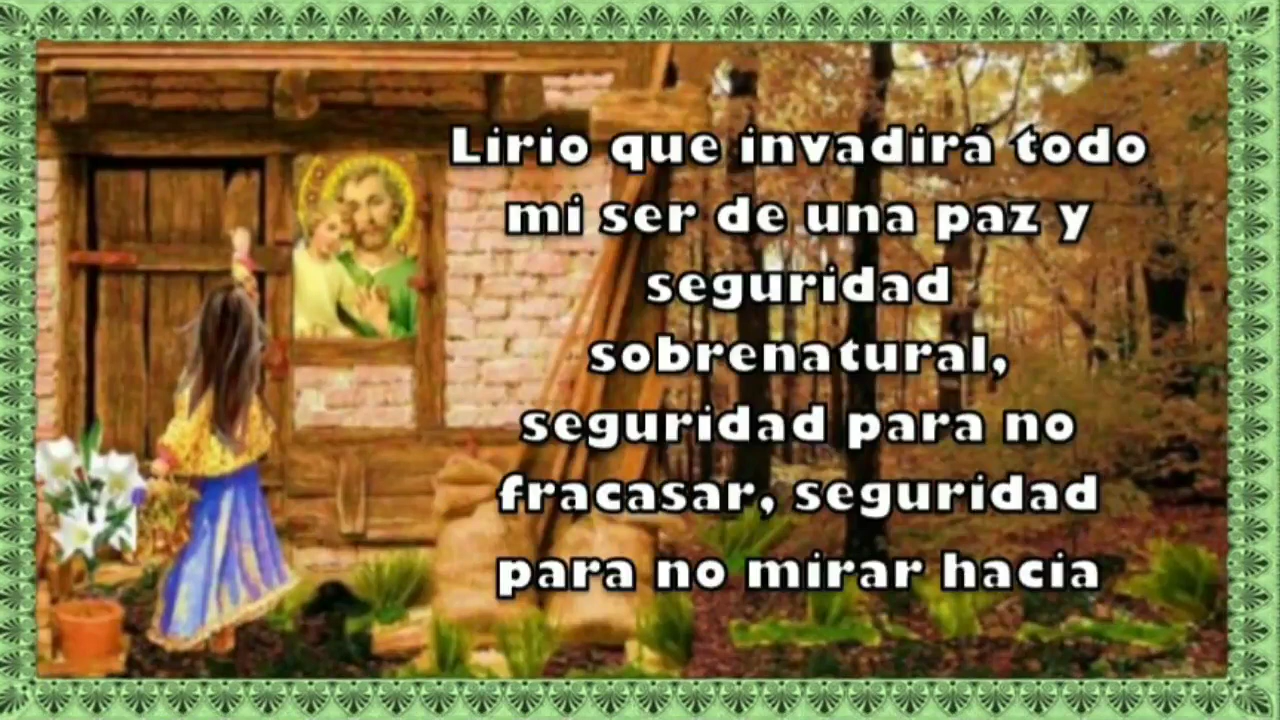 Lirio que invadirá todo
mi ser de una paz y
seguridad
sobrenatural,
seguridad para no
fracasar, seguridad
para no mirar hacia